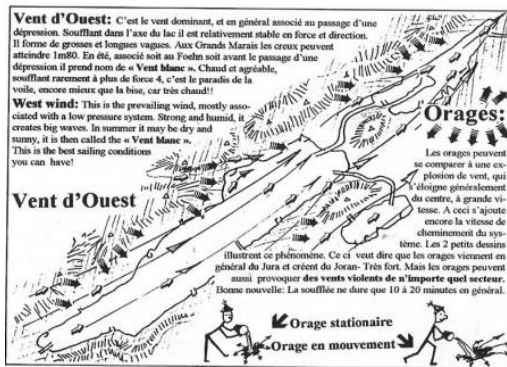 Vent d'Ouest: C'est le vent dominant, et en général associé au passage d'une
dépression. Soufflant dans l'axe du lac il est relativement stable en force et direction.
Il forme de grosses et longues vagues. Aux Grands Marais les creux peuvent
atteindre 1m80. En été, associé soit au Foehn soit avant le passage d'une
dépression il prend nom de « Vent blanc ». Chaud et agréable,
soufflant rarement à plus de force 4, c'et le paradis de la
voile, encore mieux que la bise, car très chaud!!
West wind: This is the prevailing wind, mostly asso-
ciated with a low pressure system. Strong and humid, it
creates big waves. In summer it may be dry and
sunny, it is then called the « Vent blanc ».
This is the best sailing conditions
you can have!
Vent d'Ouest
Orages:
Les orages peuvent
se comparer à une ex-
plosion de vent, qui
s'éloigne généralement
du centre, à grande vi-
tesse. A ceci s'ajoute
encore la vitesse de
cheminement du sys-
tème. Les 2 petits dessins
illustrent ce phénomène. Ce ci veut dire que les orages viennent en
général du Jura et créent du Joran- Très fort. Mais les orages peuvent
aussi provoquer des vents violents de n'importe quel secteur.
Bonne nouvelle: La soufflée ne dure que 10 à 20 minutes en général.
Orage stationaire
Orage en mouvement